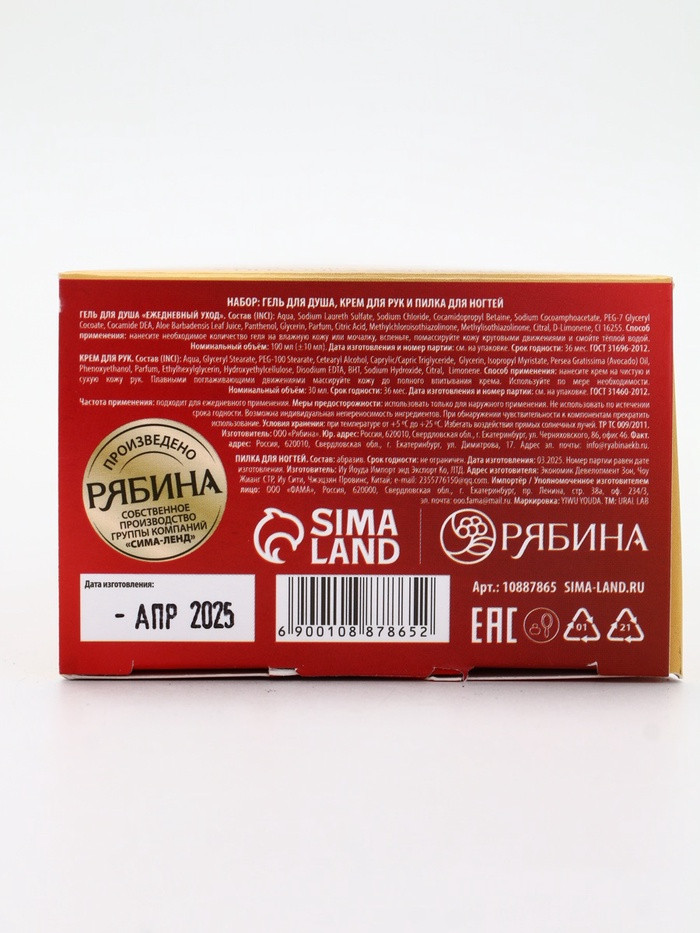 НАБОР: ГЕЛЬ ДЛЯ ДУША, КРЕМ ДЛЯ РУК И ПИЛКА ДЛЯ НОГТЕЙ
ГЕЛЬ ДЛЯ ДУША «ЕЖЕДНЕВНЫЙ УХОД». Состав (INCI): Aqua, Sodium Laureth Sulfate, Sodium Chloride, Cocamidopropyl Betaine, Sodium Cocoamphoacetate, PEG-7 Glyceryl
Cocoate, Cocamide DEA, Aloe Barbadensis Leaf Juice, Panthenol, Glycerin, Parfum, Citric Acid, Methylchloroisothiazolinone, Methylisothiazolinone, Citral, D-Limonene, CI 16255. Способ
применения: нанесите необходимое количество геля на влажную кожу или мочалку, вспеньте, помассируйте кожу круговыми движениями и смойте тёплой водой.
Номинальный объём: 100 мл (±10 мл). Дата изготовления и номер партии: см. на упаковке. Срок годности: 36 мес. ГОСТ 31696-2012.
КРЕМ ДЛЯ РУК. Состав (INCI): Aqua, Glyceryl Stearate, PEG-100 Stearate, Cetearyl Alcohol, Caprylic/Capric Triglyceride, Glycerin, Isopropyl Myristate, Persea Gratissima (Avocado) Oil,
Phenoxyethanol, Parfum, Ethylhexylglycerin, Hydroxyethylcellulose, Disodium EDTA, BHT, Sodium Hydroxide, Citral, Limonene. Способ применения: нанесите крем на чистую и
сухую кожу рук. Плавными поглаживающими движениями массируйте кожу до полного впитывания крема. Используйте по мере необходимости.
Номинальный объём: 30 мл. Срок годности: 36 мес. Дата изготовления и номер партии: см. на упаковке. ГОСТ 31460-2012.
Частота применения: подходит для ежедневного применения. Меры предосторожности: использовать только для наружного применения. Не использовать по истечении
срока годности. Возможна индивидуальная непереносимость ингредиентов. При обнаружении чувствительности к компонентам прекратить
использование. Условия хранения: при температуре от +5 °C до +25 °C. Избегать воздействия прямых солнечных лучей. ТР ТС 009/2011.
Изготовитель: ООО «Рябина». Юр. адрес: Россия, 620010, Свердловская обл., г. Екатеринбург, ул. Черняховского, 86, офис 46. Факт.
адрес: Россия, 620010, Свердловская обл., г. Екатеринбург, ул. Димитрова, 17. Адрес эл. почты: info@ryabinaekb.ru.
ПИЛКА ДЛЯ НОГТЕЙ. Состав: абразив. Срок годности: не ограничен. Дата изготовления: 03.2025. Номер партии равен дате
изготовления. Изготовитель: Иу Йоуда Импорт энд Экспорт Ко, ЛТД. Адрес изготовителя: Экономик Девелопмент Зон, Чоу
Жианг СТР, Иу Сити, Чжэцзян Провинс, Китай, e-mail: 2355776150@qq.com. Импортёр / Уполномоченное изготовителем
лицо: ООО «ФАМА», Россия, 620000, Свердловская обл., г. Екатеринбург, пр. Ленина, стр. 38а, оф. 234/3,
эл. почта: ooo.fama@mail.ru. Маркировка: YIWU YOUDA. ТМ: URAL LAB
ПРОИЗВЕДЕНО
РЯБИНА
СОБСТВЕННОЕ
ПРОИЗВОДСТВО
ГРУППЫ КОМПАНИЙ
«СИМА-ЛЕНД»
SIMA
LAND
РЯБИНА
Дата изготовления:
- АПР 2025
6 900108 878652
Арт.: 10887865 SIMA-LAND.RU
EAC
01
21